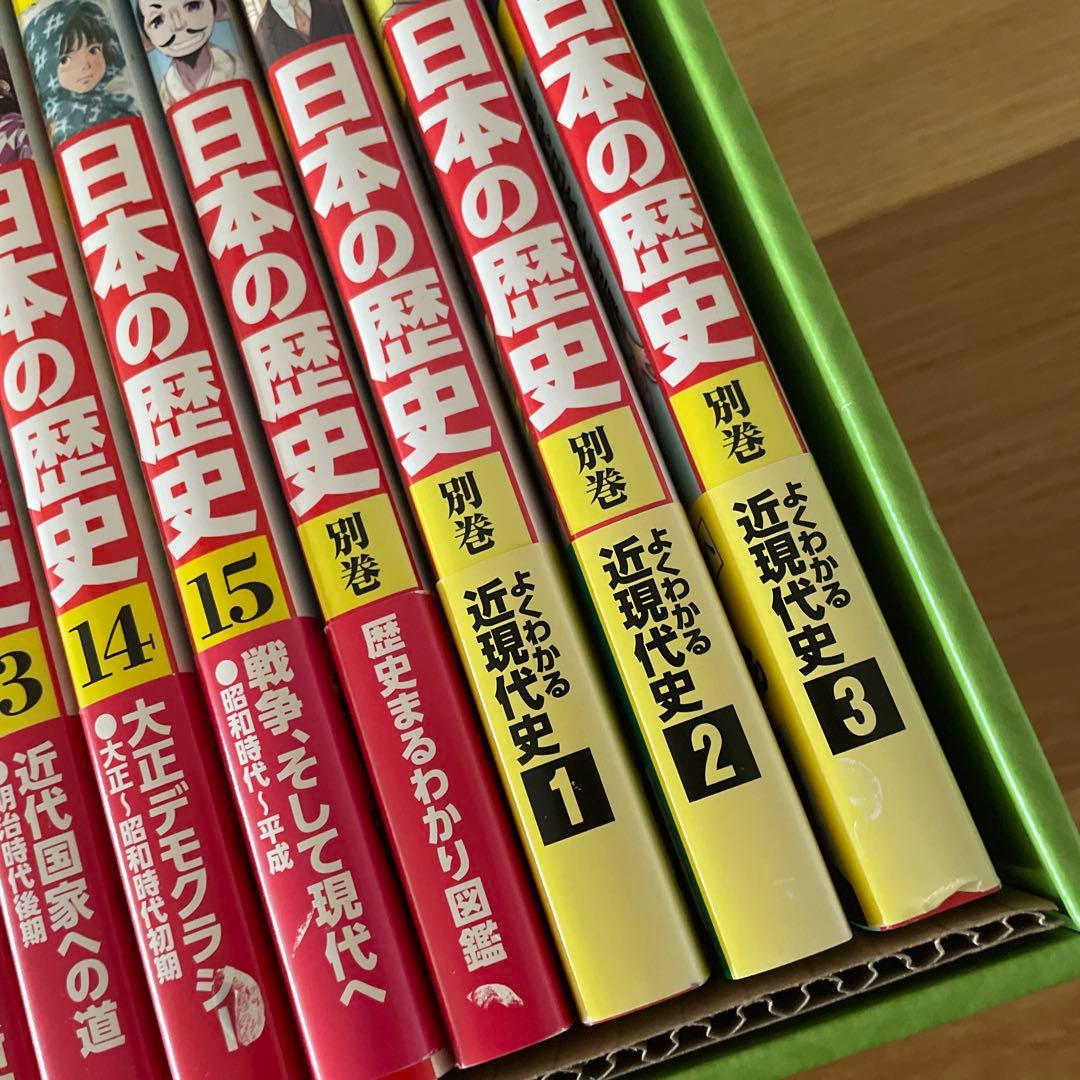 日本の歴史
3
近代国家への道
●明治時代後期
日本の歴史
14
大正デモクラシー
●大正~昭和時代初期
日本の歴史
15
戦争、そして現代へ
●昭和時代~平成
日本の歴史
別巻
歴史まるわかり図鑑
日本の歴史
別巻
よくわかる
近現代史
1
日本の歴史
別巻
よくわかる
近現代史
2
日本の歴史
別巻
よくわかる
近現代史
3